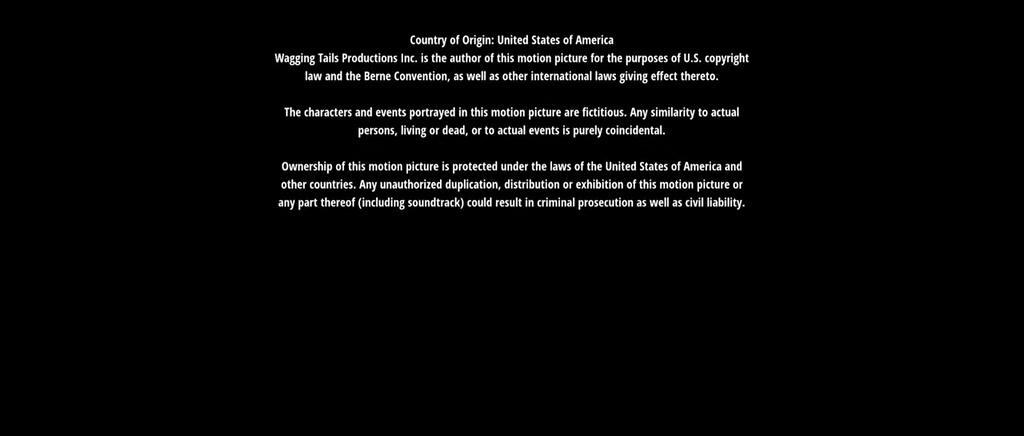 Country of Origin: United States of America
Wagging Tails Productions Inc. is the author of this motion picture for the purposes of U.S. copyright
law and the Berne Convention, as well as other international laws giving effect thereto.
The characters and events portrayed in this motion picture are fictitious. Any similarity to actual
persons, living or dead, or to actual events is purely coincidental.
Ownership of this motion picture is protected under the laws of the United States of America and
other countries. Any unauthorized duplication, distribution or exhibition of this motion picture or
any part thereof (including soundtrack) could result in criminal prosecution as well as civil liability.